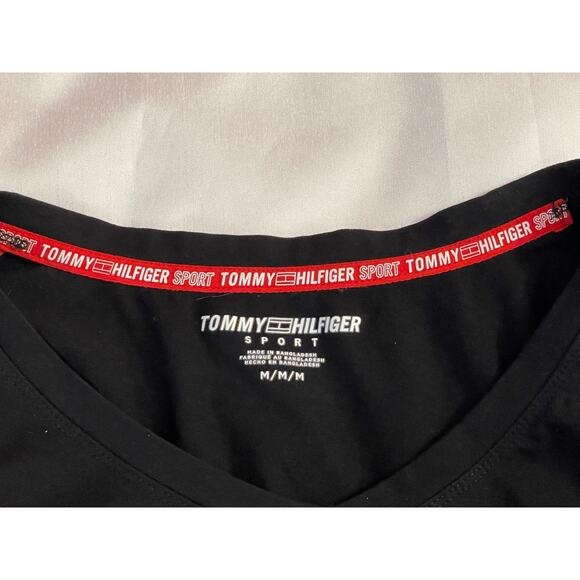 SPORT TOMMY HILFIGER SPORT TOMMY HILFIGER SPORT TOMMY HILFIGER SPORT
TOMMY HILFIGER
SPORT
MADE IN BANGLADESH
FABRIQUÉ AU BANGLADESH
HECHO EN BANGLADESH
M/M/M